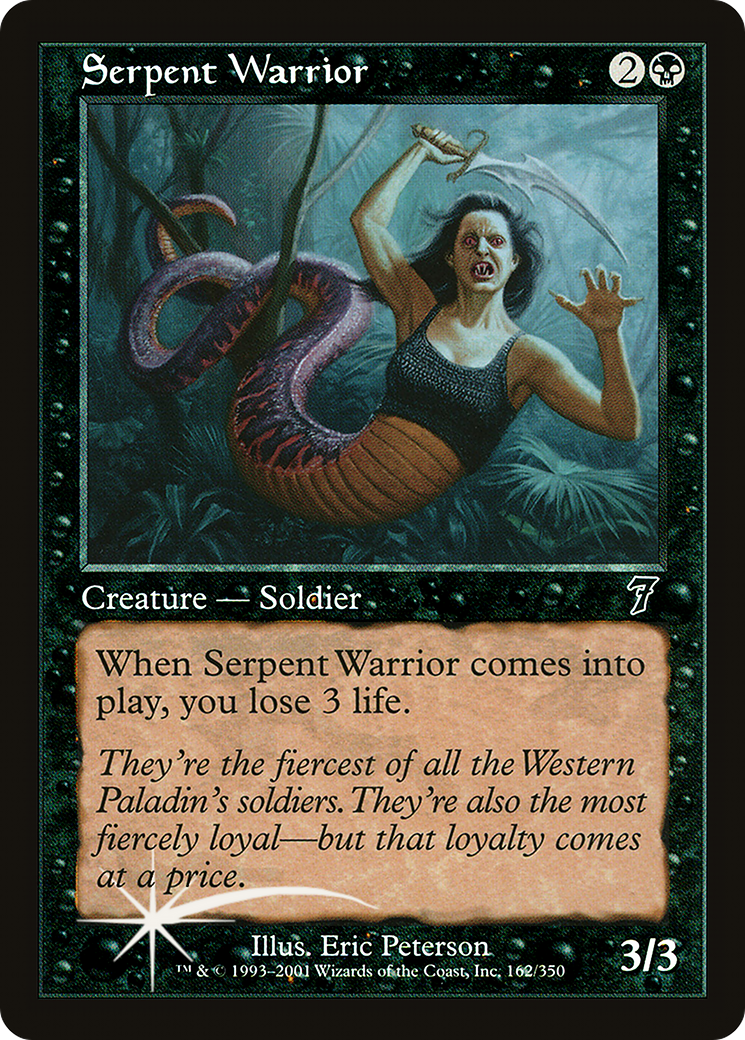 Serpent Warrior 2
Creature — Soldier 7
When Serpent Warrior comes into
play, you lose 3 life.
They're the fiercest of all the Western
Paladin's soldiers. They're also the most
fiercely loyal—but that loyalty comes
at a price.
Illus. Eric Peterson
™ & © 1993–2001 Wizards of the Coast, Inc. 162/350
3/3